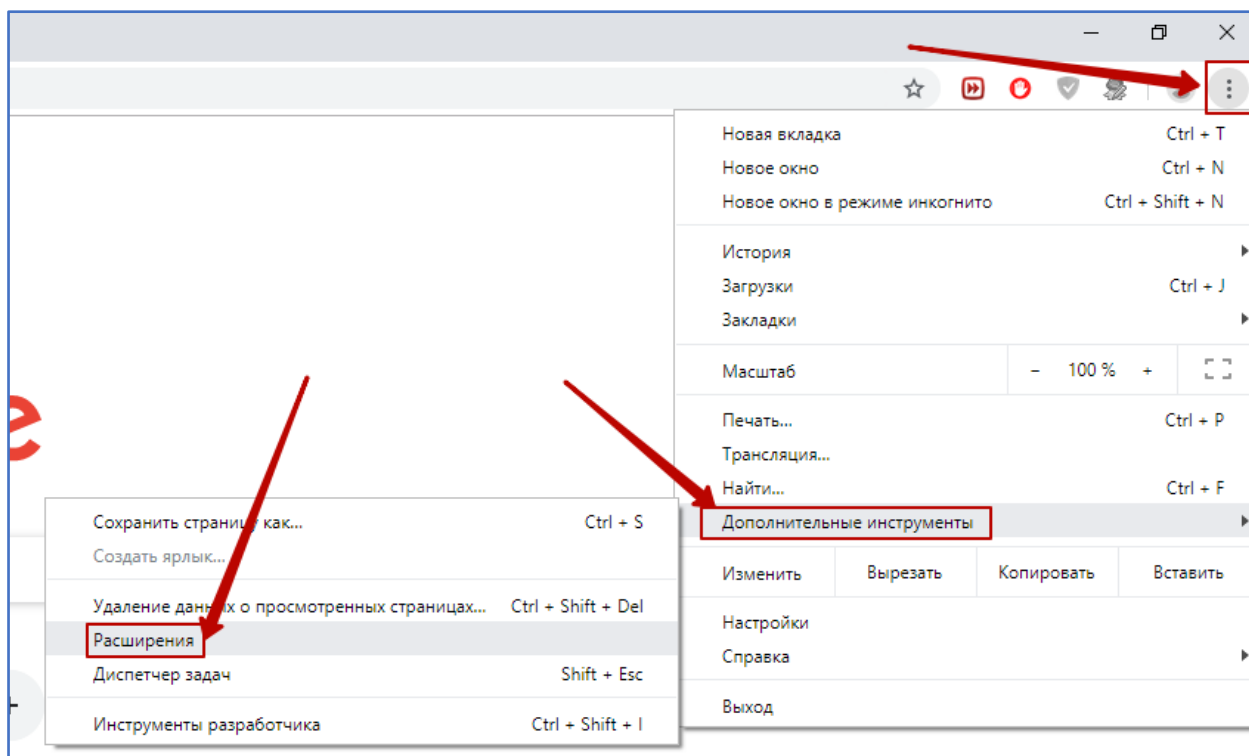 Новая вкладка Ctrl + T
Новое окно Ctrl + N
Новое окно в режиме инкогнито Ctrl + Shift + N
История
Загрузки Ctrl + J
Закладки
Масштаб - 100 % +
Печать... Ctrl + P
Трансляция...
Найти... Ctrl + F
Дополнительные инструменты
Изменить Вырезать Копировать Вставить
Настройки
Справка
Выход
e
Сохранить страницу как... Ctrl + S
Создать ярлык...
Удаление данных о просмотренных страницах... Ctrl + Shift + Del
Расширения
Диспетчер задач Shift + Esc
Инструменты разработчика Ctrl + Shift + I